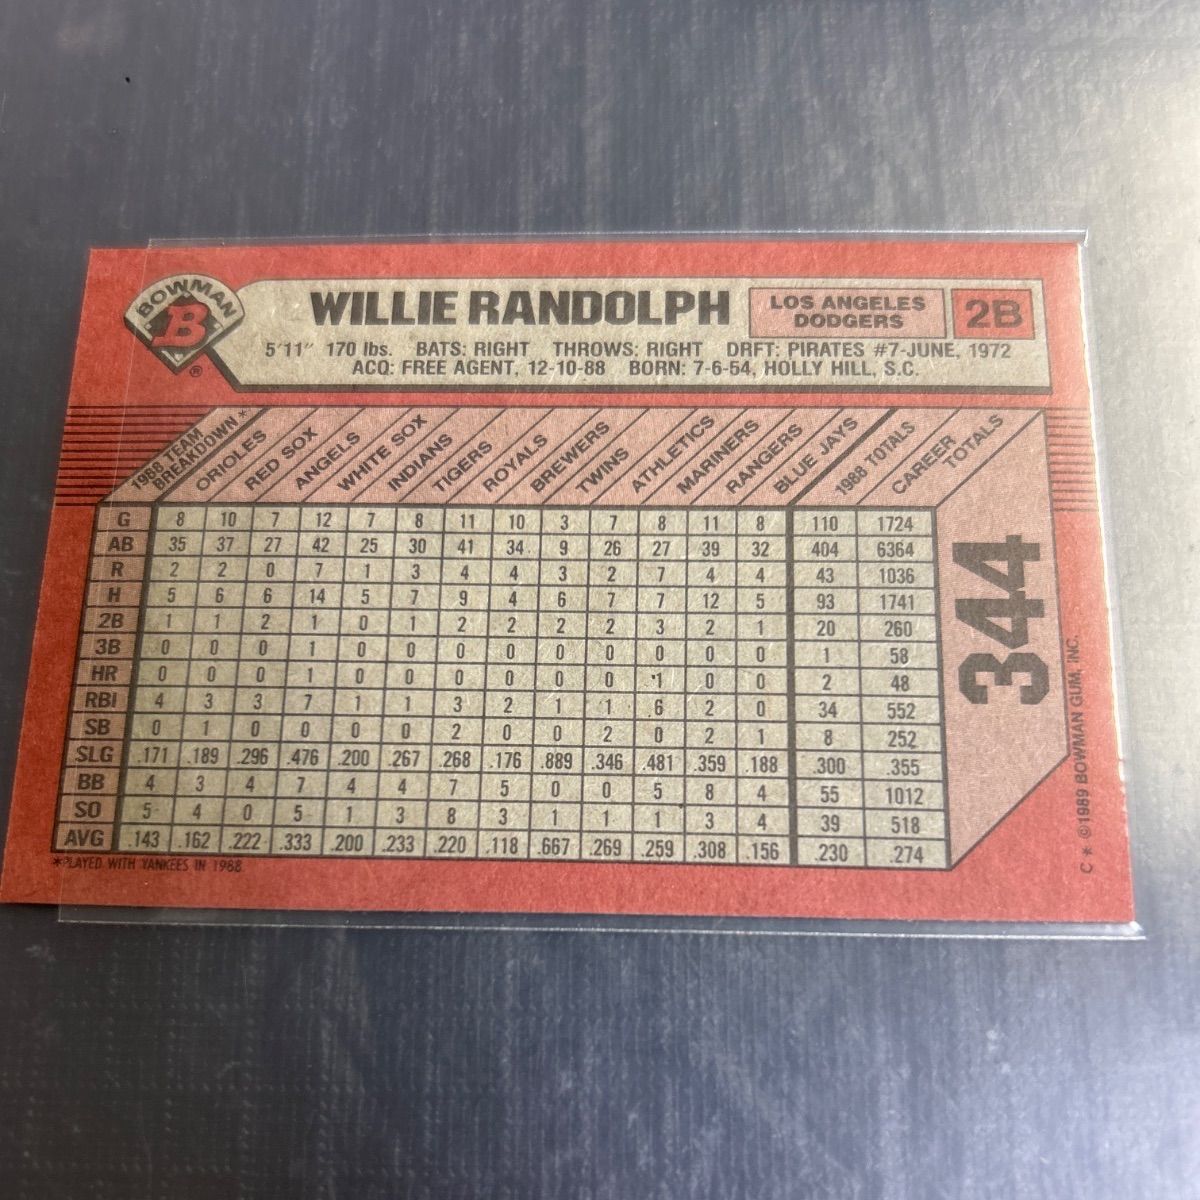 BOWMAN
B
®
WILLIE RANDOLPH
LOS ANGELES DODGERS
2B
5'11" 170 lbs. BATS: RIGHT THROWS: RIGHT DRFT: PIRATES #7-JUNE, 1972
ACQ: FREE AGENT, 12-10-88 BORN: 7-6-54, HOLLY HILL, S.C.
1988 TEAM BREAKDOWN * ORIOLES RED SOX ANGELS WHITE SOX INDIANS TIGERS ROYALS BREWERS TWINS ATHLETICS MARINERS RANGERS BLUE JAYS 1988 TOTALS CAREER TOTALS
G 8 10 7 12 7 8 11 10 3 7 8 11 8 110 1724
AB 35 37 27 42 25 30 41 34 9 26 27 39 32 404 6364
R 2 2 0 7 1 3 4 4 3 2 7 4 4 43 1036
H 5 6 6 14 5 7 9 4 6 7 7 12 5 93 1741
2B 1 1 2 1 0 1 2 2 2 2 3 2 1 20 260
3B 0 0 0 1 0 0 0 0 0 0 0 0 0 1 58
HR 0 0 0 1 0 0 0 0 0 0 1 0 0 2 48
RBI 4 3 3 7 1 1 3 2 1 1 6 2 0 34 552
SB 0 1 0 0 0 0 2 0 0 2 0 2 1 8 252
SLG .171 .189 .296 .476 .200 .267 .268 .176 .889 .346 .481 .359 .188 .300 .355
BB 4 3 4 7 4 4 7 5 0 0 5 8 4 55 1012
SO 5 4 0 5 1 3 8 3 1 1 1 3 4 39 518
AVG .143 .162 .222 .333 .200 .233 .220 .118 .667 .269 .259 .308 .156 .230 .274
*PLAYED WITH YANKEES IN 1988
344
C * ©1989 BOWMAN GUM, INC.